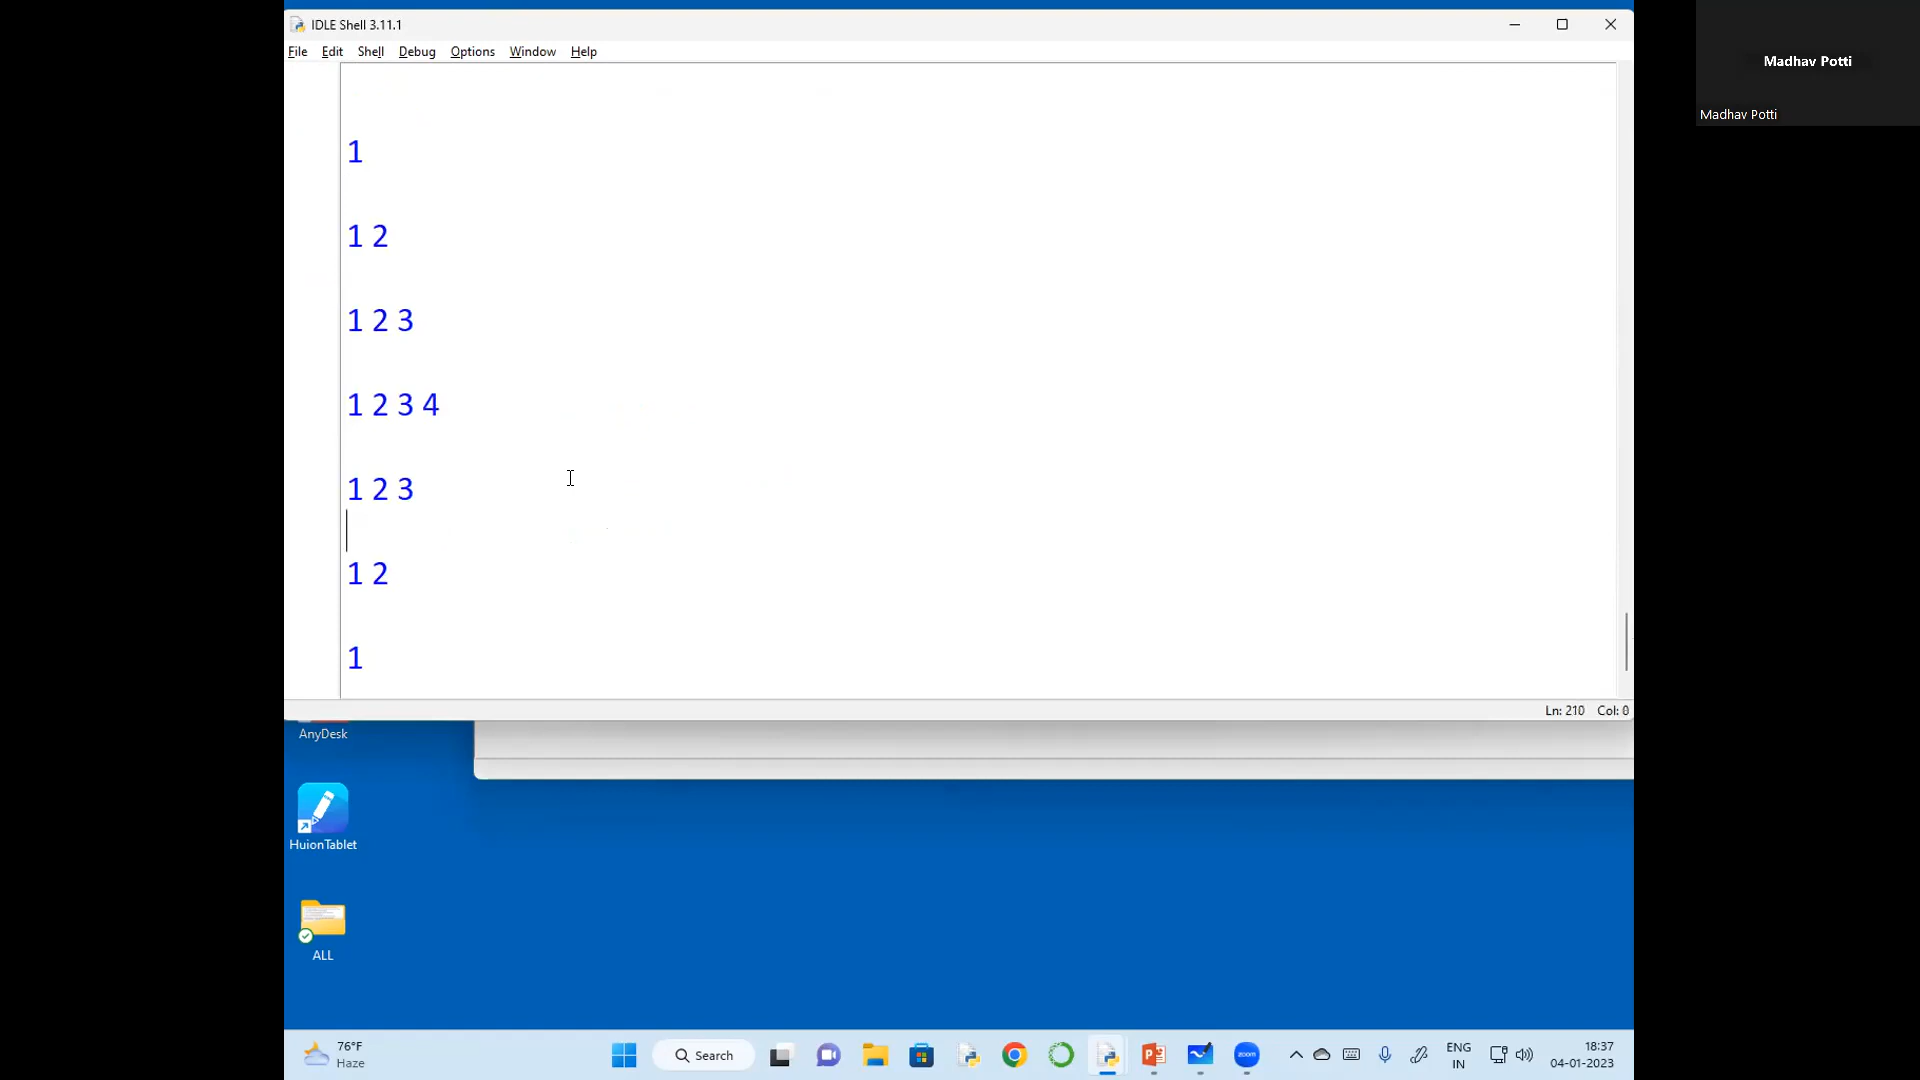 IDLE Shell 3.11.1
File Edit Shell Debug Options Window Help
Madhav Potti
Madhav Potti
1
1 2
1 2 3
1 2 3 4
1 2 3
1 2
1
Ln: 210 Col: 0
AnyDesk
HuionTablet
ALL
76°F
Haze
Search
zoom
ENG
IN
18:37
04-01-2023